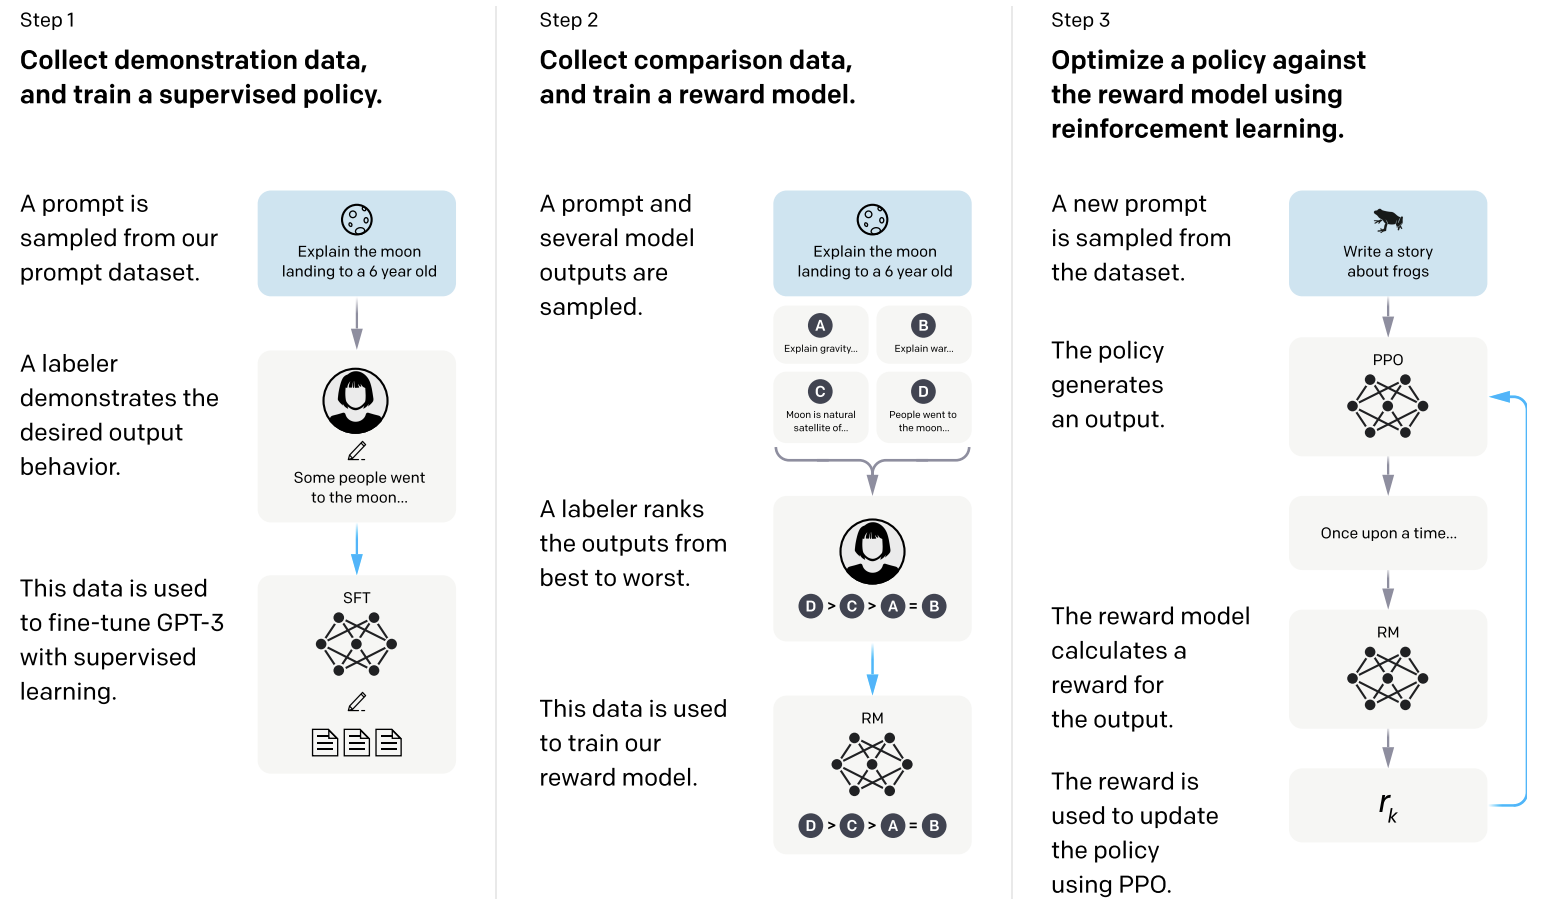 Step 1
Collect demonstration data,
and train a supervised policy.
A prompt is
sampled from our
prompt dataset.
Explain the moon
landing to a 6 year old
A labeler
demonstrates the
desired output
behavior.
Some people went
to the moon...
This data is used
to fine-tune GPT-3
with supervised
learning.
SFT
Step 2
Collect comparison data,
and train a reward model.
A prompt and
several model
outputs are
sampled.
Explain the moon
landing to a 6 year old
A
Explain gravity...
B
Explain war...
C
Moon is natural
satellite of...
D
People went to
the moon...
A labeler ranks
the outputs from
best to worst.
D > C > A = B
This data is used
to train our
reward model.
RM
D > C > A = B
Step 3
Optimize a policy against
the reward model using
reinforcement learning.
A new prompt
is sampled from
the dataset.
Write a story
about frogs
The policy
generates
an output.
PPO
Once upon a time...
The reward model
calculates a
reward for
the output.
RM
The reward is
used to update
the policy
using PPO.
r_k